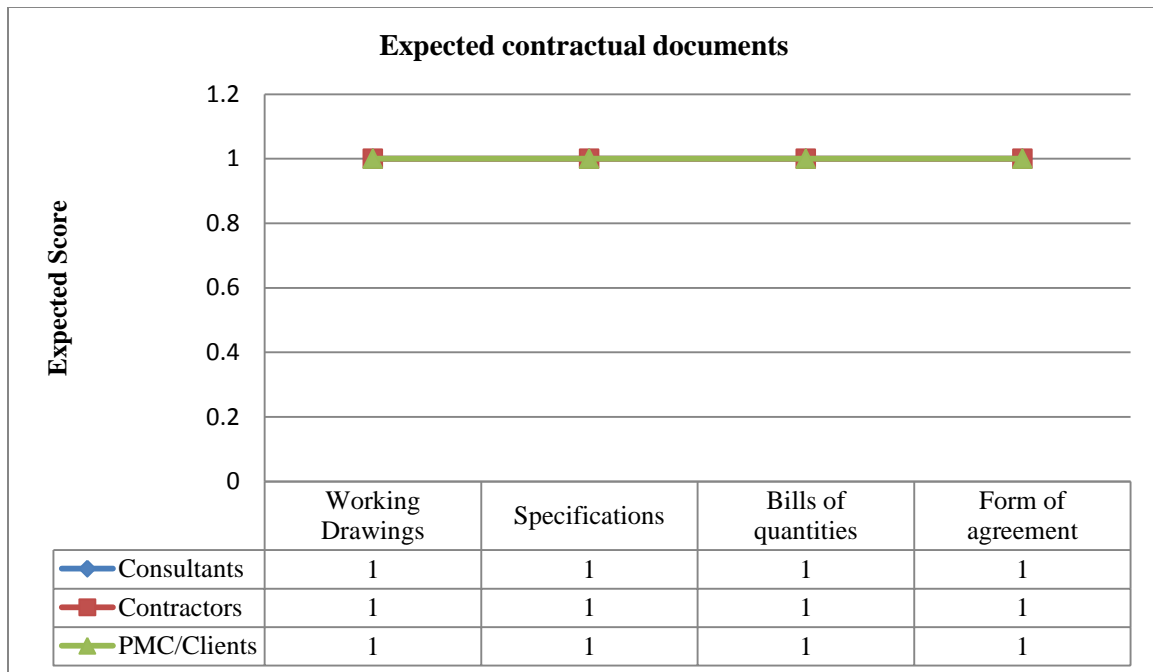 Expected contractual documents
Expected Score
1.2
1
0.8
0.6
0.4
0.2
0
Working
Drawings
Specifications
Bills of
quantities
Form of
agreement
Consultants 1 1 1 1
Contractors 1 1 1 1
PMC/Clients 1 1 1 1